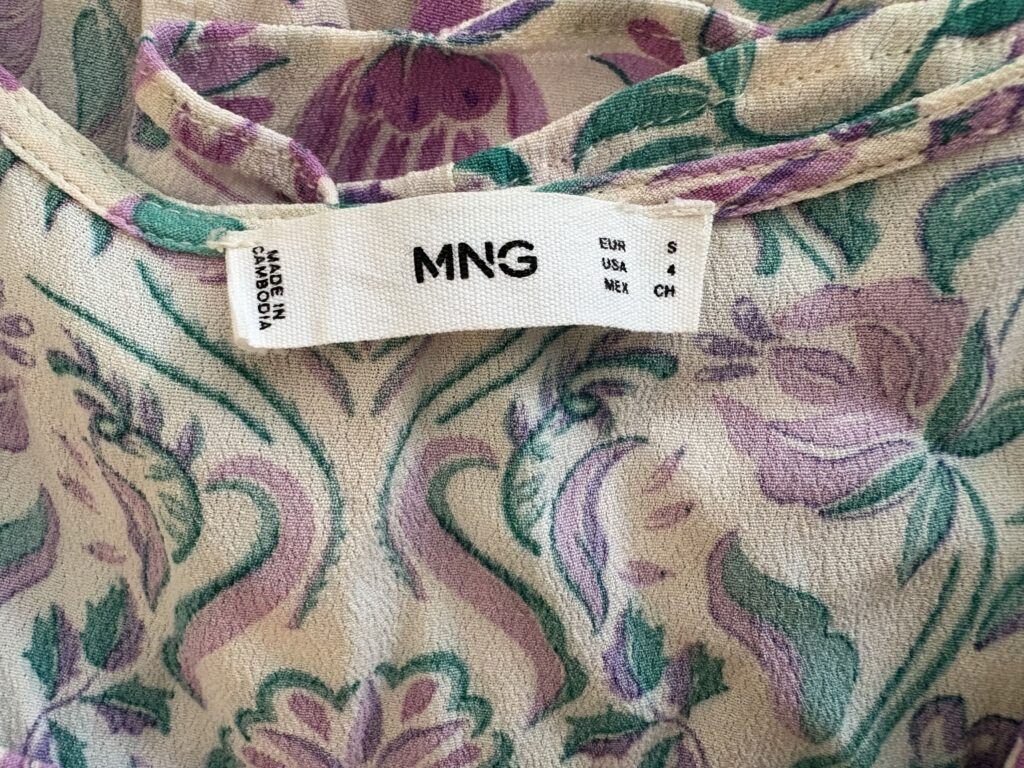 MADE IN
CAMBODIA
MNG
EUR S
USA 4
MEX CH